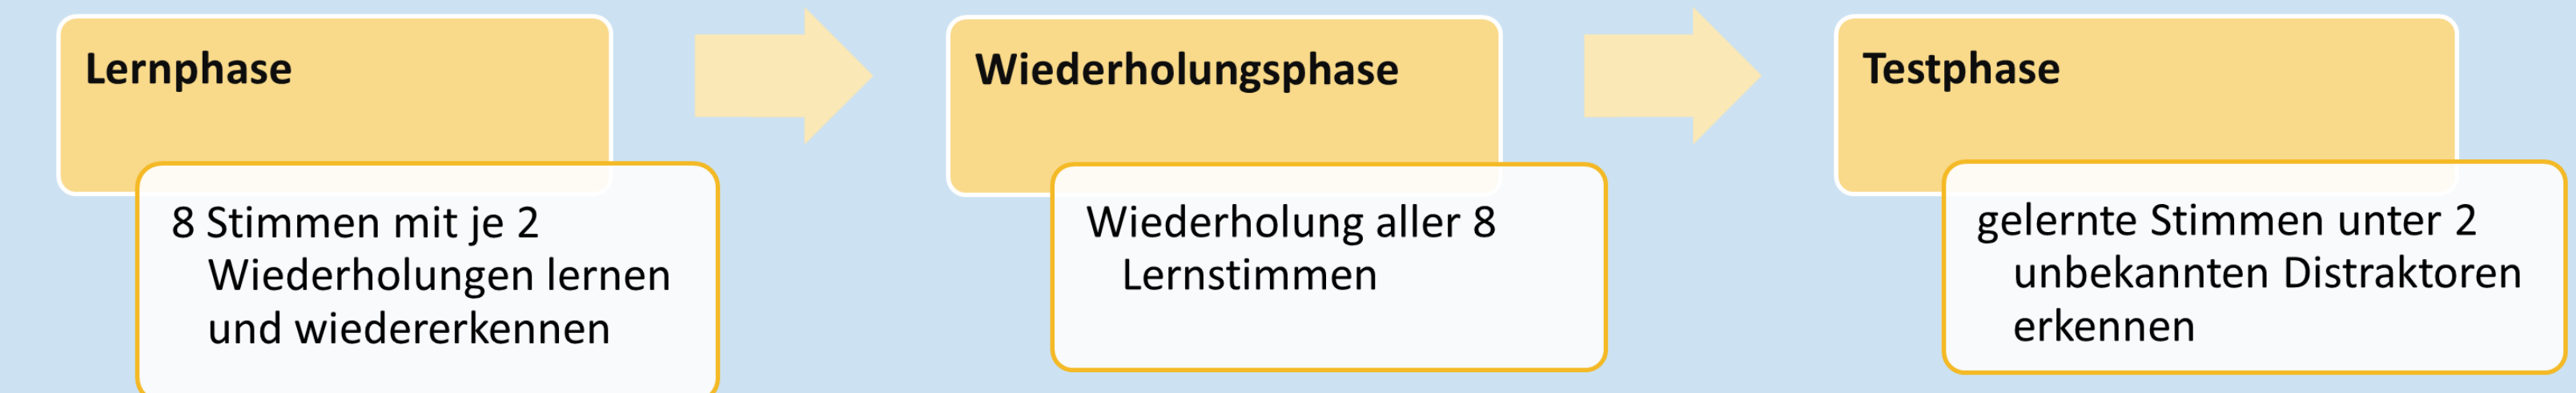 Lernphase
8 Stimmen mit je 2
Wiederholungen lernen
und wiedererkennen
Wiederholungsphase
Wiederholung aller 8
Lernstimmen
Testphase
gelernte Stimmen unter 2
unbekannten Distraktoren
erkennen